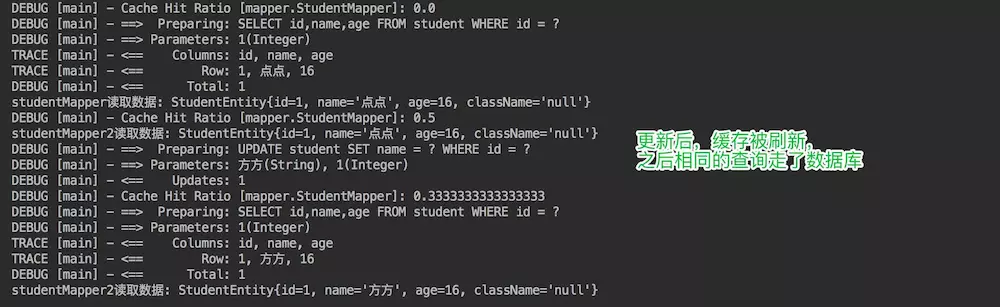 DEBUG [main] - Cache Hit Ratio [mapper.StudentMapper]: 0.0
DEBUG [main] - ==>  Preparing: SELECT id,name,age FROM student WHERE id = ?
DEBUG [main] - ==> Parameters: 1(Integer)
TRACE [main] - <==    Columns: id, name, age
TRACE [main] - <==        Row: 1, 点点, 16
DEBUG [main] - <==      Total: 1
studentMapper读取数据: StudentEntity{id=1, name='点点', age=16, className='null'}
DEBUG [main] - Cache Hit Ratio [mapper.StudentMapper]: 0.5
studentMapper2读取数据: StudentEntity{id=1, name='点点', age=16, className='null'}
DEBUG [main] - ==>  Preparing: UPDATE student SET name = ? WHERE id = ?
DEBUG [main] - ==> Parameters: 方方(String), 1(Integer)
DEBUG [main] - <==    Updates: 1
DEBUG [main] - Cache Hit Ratio [mapper.StudentMapper]: 0.3333333333333333
DEBUG [main] - ==>  Preparing: SELECT id,name,age FROM student WHERE id = ?
DEBUG [main] - ==> Parameters: 1(Integer)
TRACE [main] - <==    Columns: id, name, age
TRACE [main] - <==        Row: 1, 方方, 16
DEBUG [main] - <==      Total: 1
studentMapper2读取数据: StudentEntity{id=1, name='方方', age=16, className='null'}
更新后，缓存被刷新，
之后相同的查询走了数据库